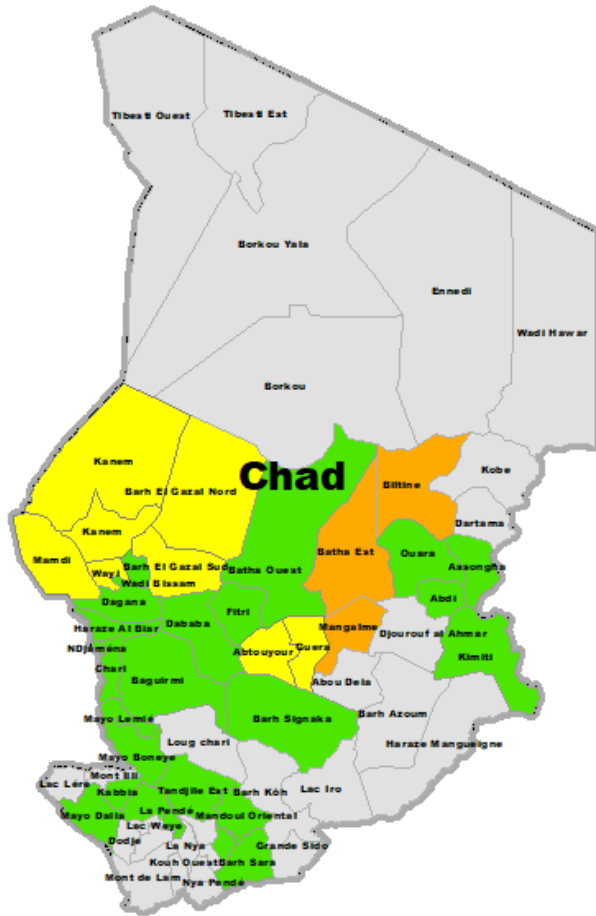 Tibesti Ouest
Tibesti Est
Borkou Yala
Ennedi
Wadi Hawar
Borkou
Kanem
Chad
Kobe
Biltine
Barh El Gazal Nord
Dartama
Kanem
Batha Est
Ouara
Mamdi
Barh El Gazal Sud
Assongha
Wayi
Batha Ouest
Wadi Bissam
Abdi
Dagana
Fitri
Dababa
Haraze Al Biar
Mangalme
Djourouf al Ahmar
NDjaména
Abtouyour
Guera
Kimiti
Chari
Baguirmi
Abou Deia
Mayo Lemié
Barh Signaka
Barh Azoum
Loug chari
Haraze Mangueigne
Mayo Boneye
Mont Illi
Lac Léré
Kabbia
Tandjile Est
Barh Kôh
Lac Iro
Mayo Dalla
La Pendé
Mandoul Oriental
Lac Weye
Dodje
La Nya
Grande Sido
Kouh Ouest
Barh Sara
Mont de Lam
Nya Pendé